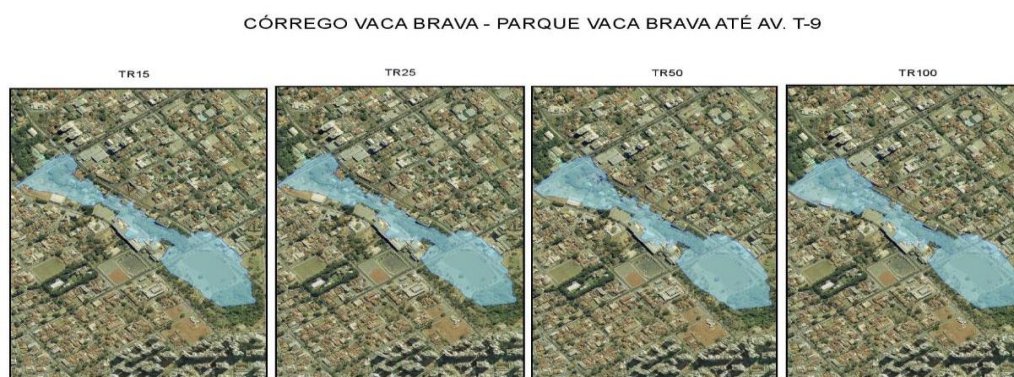 CÓRREGO VACA BRAVA - PARQUE VACA BRAVA ATÉ AV. T-9
TR15
TR25
TR50
TR100